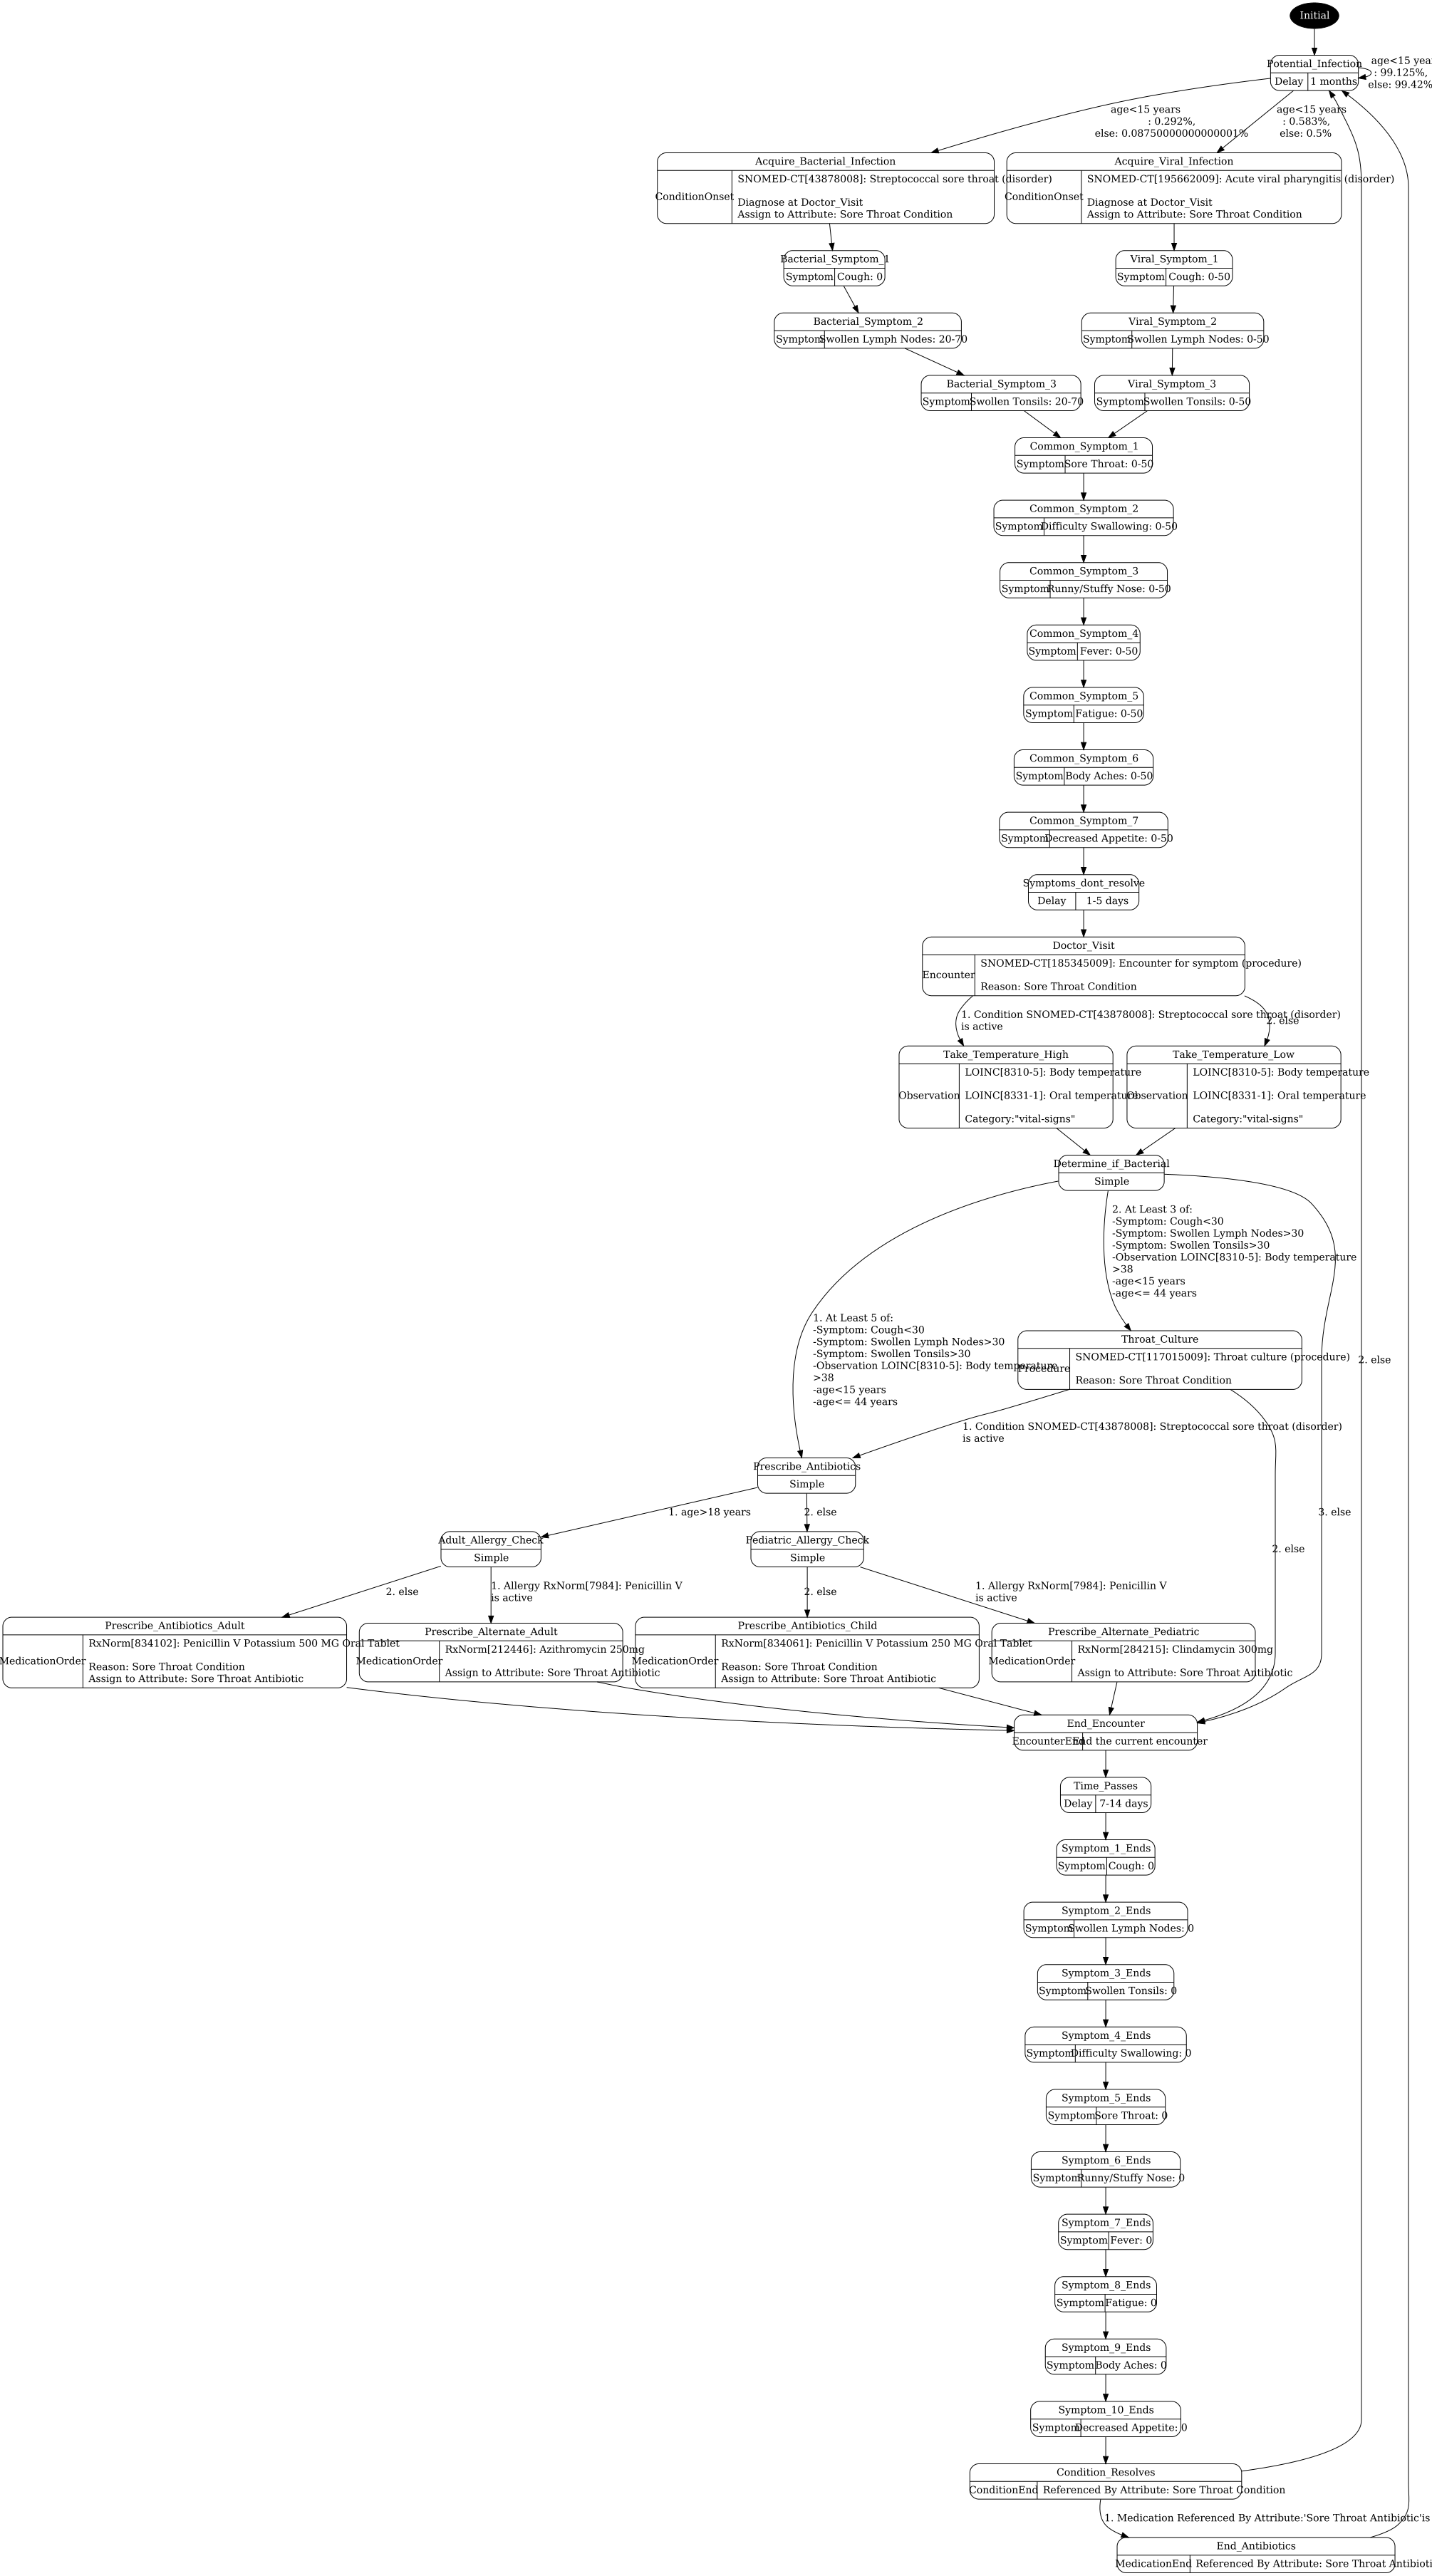 Initial
Potential_Infection
Delay 1 months
age<15
: 99.125%,
else: 99.42%
age<15 years
: 0.292%,
else: 0.08750000000000001%
age<15 years
: 0.583%,
else: 0.5%
Acquire_Bacterial_Infection
ConditionOnset
SNOMED-CT[43878008]: Streptococcal sore throat (disorder)
Diagnose at Doctor_Visit
Assign to Attribute: Sore Throat Condition
Acquire_Viral_Infection
ConditionOnset
SNOMED-CT[195662009]: Acute viral pharyngitis (disorder)
Diagnose at Doctor_Visit
Assign to Attribute: Sore Throat Condition
Bacterial_Symptom_1
Symptom Cough: 0
Viral_Symptom_1
Symptom Cough: 0-50
Bacterial_Symptom_2
Symptom Swollen Lymph Nodes: 20-70
Viral_Symptom_2
Symptom Swollen Lymph Nodes: 0-50
Bacterial_Symptom_3
Symptom Swollen Tonsils: 20-70
Viral_Symptom_3
Symptom Swollen Tonsils: 0-50
Common_Symptom_1
Symptom Sore Throat: 0-50
Common_Symptom_2
Symptom Difficulty Swallowing: 0-50
Common_Symptom_3
Symptom Runny/Stuffy Nose: 0-50
Common_Symptom_4
Symptom Fever: 0-50
Common_Symptom_5
Symptom Fatigue: 0-50
Common_Symptom_6
Symptom Body Aches: 0-50
Common_Symptom_7
Symptom Decreased Appetite: 0-50
Symptoms_dont_resolve
Delay 1-5 days
Doctor_Visit
Encounter
SNOMED-CT[185345009]: Encounter for symptom (procedure)
Reason: Sore Throat Condition
1. Condition SNOMED-CT[43878008]: Streptococcal sore throat (disorder)
is active
2. else
Take_Temperature_High
Observation
LOINC[8310-5]: Body temperature
LOINC[8331-1]: Oral temperature
Category:"vital-signs"
Take_Temperature_Low
Observation
LOINC[8310-5]: Body temperature
LOINC[8331-1]: Oral temperature
Category:"vital-signs"
Determine_if_Bacterial
Simple
2. At Least 3 of:
-Symptom: Cough<30
-Symptom: Swollen Lymph Nodes>30
-Symptom: Swollen Tonsils>30
-Observation LOINC[8310-5]: Body temperature
>38
-age<15 years
-age<= 44 years
1. At Least 5 of:
-Symptom: Cough<30
-Symptom: Swollen Lymph Nodes>30
-Symptom: Swollen Tonsils>30
-Observation LOINC[8310-5]: Body temperature
>38
-age<15 years
-age<= 44 years
Throat_Culture
Procedure
SNOMED-CT[117015009]: Throat culture (procedure)
Reason: Sore Throat Condition
2. else
1. Condition SNOMED-CT[43878008]: Streptococcal sore throat (disorder)
is active
Prescribe_Antibiotics
Simple
1. age>18 years
2. else
3. else
2. else
Adult_Allergy_Check
Simple
Pediatric_Allergy_Check
Simple
2. else
1. Allergy RxNorm[7984]: Penicillin V
is active
2. else
1. Allergy RxNorm[7984]: Penicillin V
is active
Prescribe_Antibiotics_Adult
MedicationOrder
RxNorm[834102]: Penicillin V Potassium 500 MG Oral Tablet
Reason: Sore Throat Condition
Assign to Attribute: Sore Throat Antibiotic
Prescribe_Alternate_Adult
MedicationOrder
RxNorm[212446]: Azithromycin 250mg
Assign to Attribute: Sore Throat Antibiotic
Prescribe_Antibiotics_Child
MedicationOrder
RxNorm[834061]: Penicillin V Potassium 250 MG Oral Tablet
Reason: Sore Throat Condition
Assign to Attribute: Sore Throat Antibiotic
Prescribe_Alternate_Pediatric
MedicationOrder
RxNorm[284215]: Clindamycin 300mg
Assign to Attribute: Sore Throat Antibiotic
End_Encounter
EncounterEnd End the current encounter
Time_Passes
Delay 7-14 days
Symptom_1_Ends
Symptom Cough: 0
Symptom_2_Ends
Symptom Swollen Lymph Nodes: 0
Symptom_3_Ends
Symptom Swollen Tonsils: 0
Symptom_4_Ends
Symptom Difficulty Swallowing: 0
Symptom_5_Ends
Symptom Sore Throat: 0
Symptom_6_Ends
Symptom Runny/Stuffy Nose: 0
Symptom_7_Ends
Symptom Fever: 0
Symptom_8_Ends
Symptom Fatigue: 0
Symptom_9_Ends
Symptom Body Aches: 0
Symptom_10_Ends
Symptom Decreased Appetite: 0
Condition_Resolves
ConditionEnd Referenced By Attribute: Sore Throat Condition
1. Medication Referenced By Attribute:'Sore Throat Antibiotic'is
End_Antibiotics
MedicationEnd Referenced By Attribute: Sore Throat